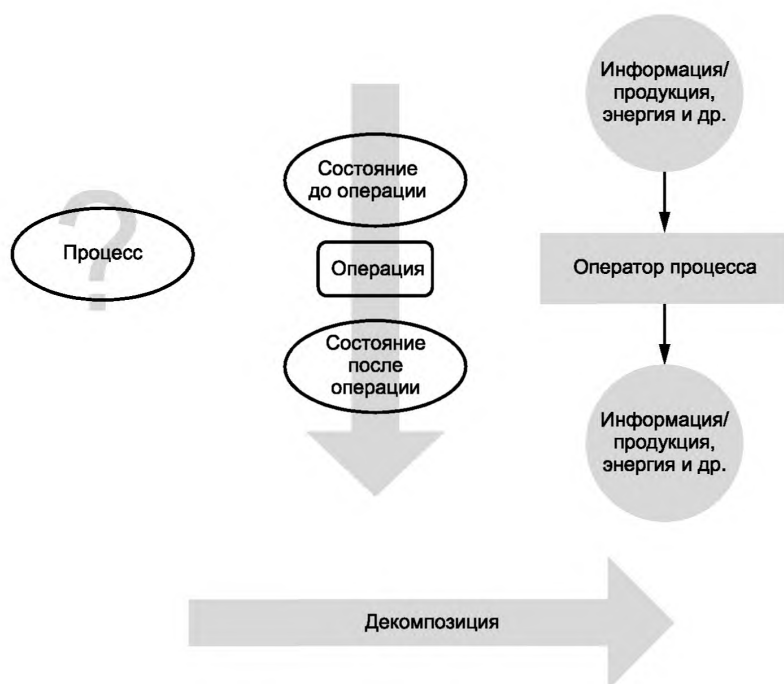 Процесс
?
Состояние
до операции
Операция
Состояние
после
операции
Информация/
продукция,
энергия и др.
Оператор процесса
Информация/
продукция,
энергия и др.
Декомпозиция